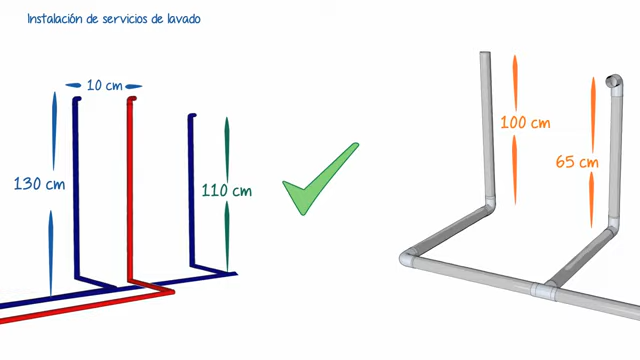 Instalación de servicios de lavado
10 cm
130 cm
110 cm
100 cm
65 cm